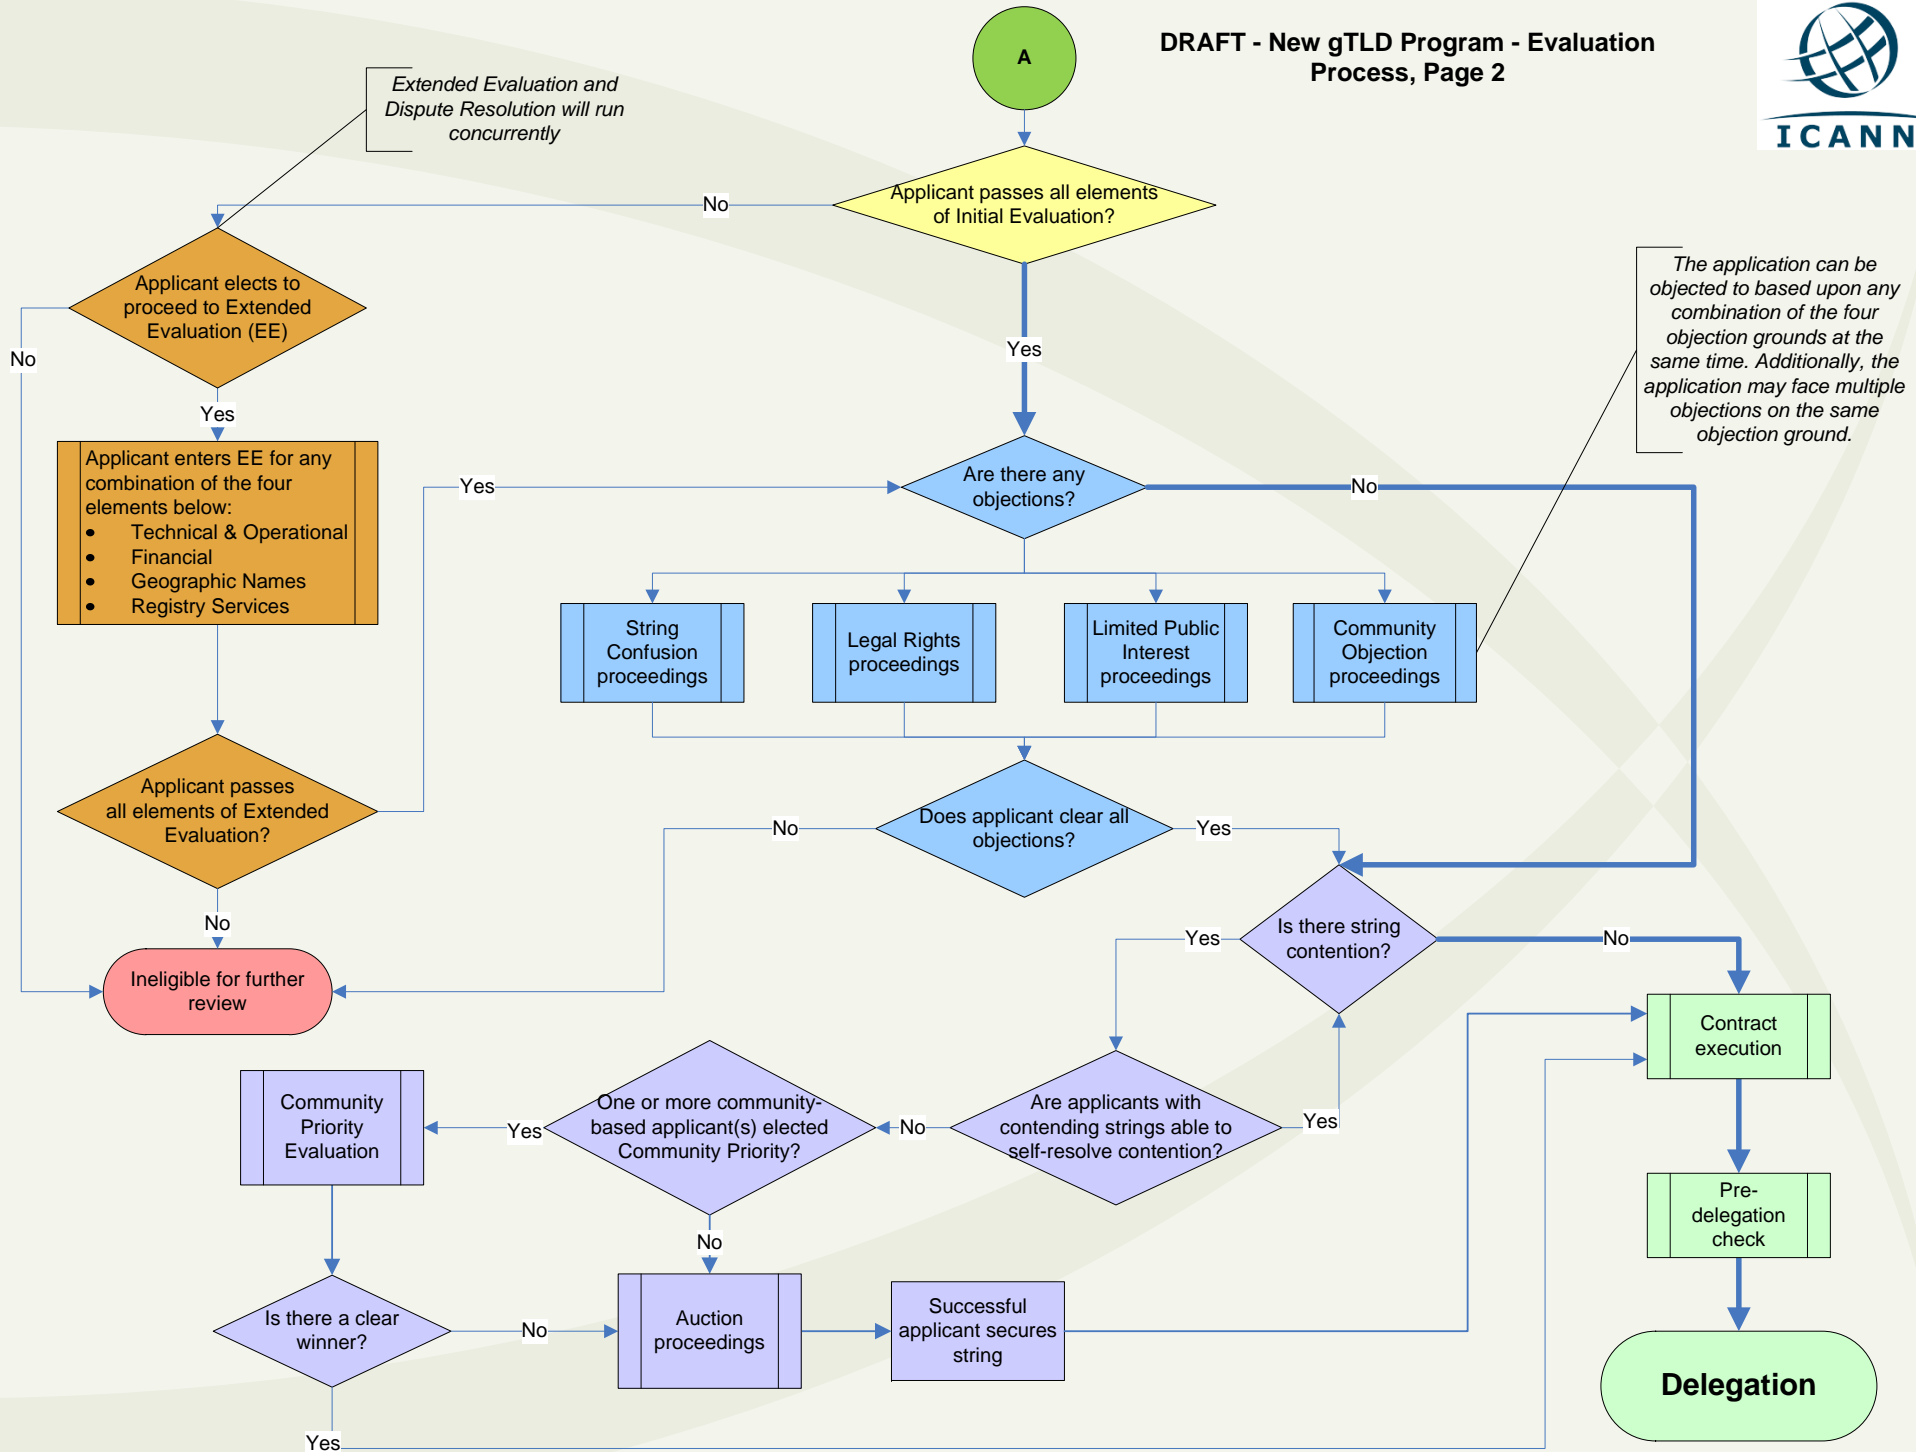 A
DRAFT - New gTLD Program - Evaluation
Process, Page 2
ICANN
Extended Evaluation and
Dispute Resolution will run
concurrently
Applicant passes all elements
of Initial Evaluation?
No
Yes
Applicant elects to
proceed to Extended
Evaluation (EE)
No
Yes
The application can be
objected to based upon any
combination of the four
objection grounds at the
same time. Additionally, the
application may face multiple
objections on the same
objection ground.
Applicant enters EE for any
combination of the four
elements below:
• Technical & Operational
• Financial
• Geographic Names
• Registry Services
Yes
Are there any
objections?
No
String
Confusion
proceedings
Legal Rights
proceedings
Limited Public
Interest
proceedings
Community
Objection
proceedings
Applicant passes
all elements of Extended
Evaluation?
No
Does applicant clear all
objections?
No
Yes
Ineligible for further
review
Is there string
contention?
Yes
No
Contract
execution
Are applicants with
contending strings able to
self-resolve contention?
Yes
No
One or more community-
based applicant(s) elected
Community Priority?
Yes
No
Community
Priority
Evaluation
Pre-
delegation
check
Is there a clear
winner?
No
Yes
Auction
proceedings
Successful
applicant secures
string
Delegation